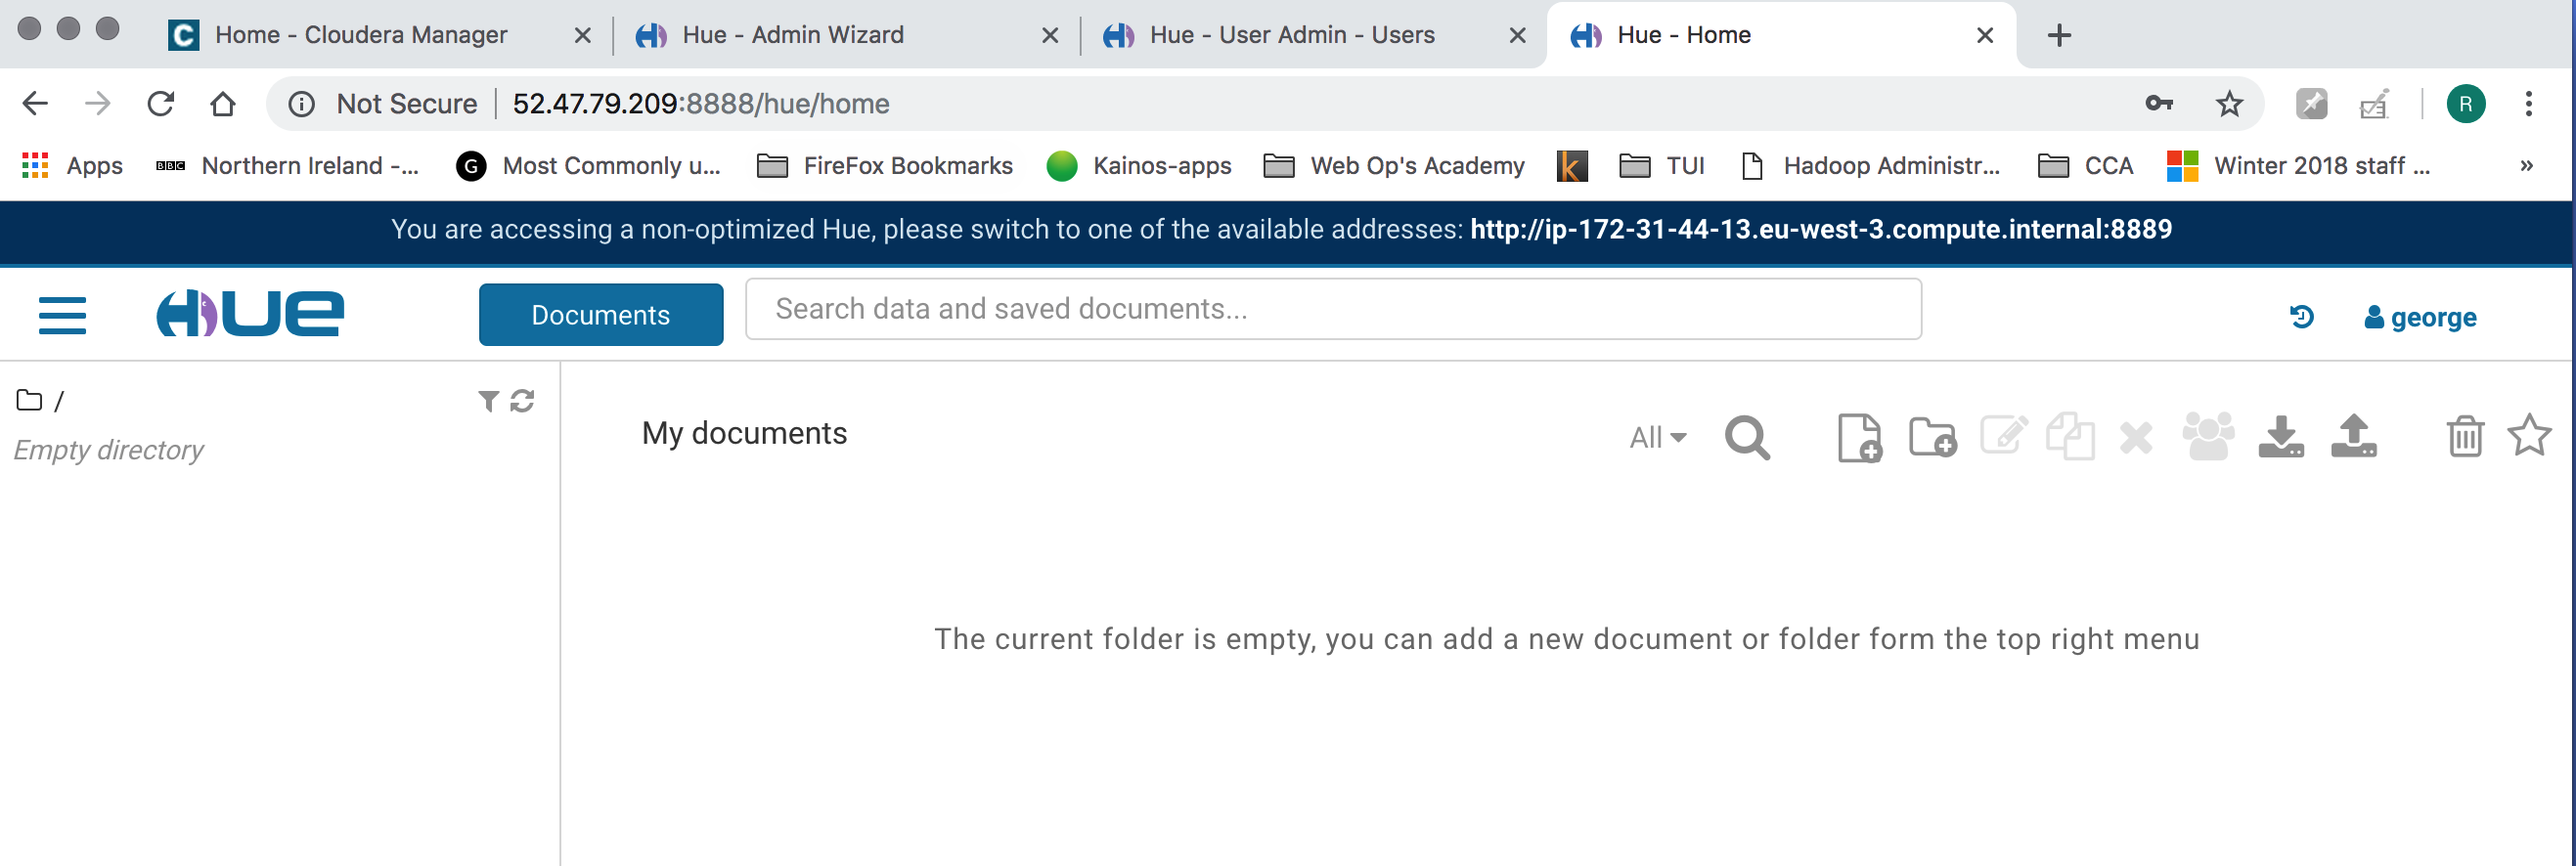 Home - Cloudera Manager
Hue - Admin Wizard
Hue - User Admin - Users
Hue - Home
Not Secure
52.47.79.209:8888/hue/home
R
Apps
BBC Northern Ireland -...
G Most Commonly u...
FireFox Bookmarks
Kainos-apps
Web Op's Academy
k
TUI
Hadoop Administr...
CCA
Winter 2018 staff ...
»
You are accessing a non-optimized Hue, please switch to one of the available addresses: http://ip-172-31-44-13.eu-west-3.compute.internal:8889
HUE
Documents
Search data and saved documents...
george
/
Empty directory
My documents
All
The current folder is empty, you can add a new document or folder form the top right menu